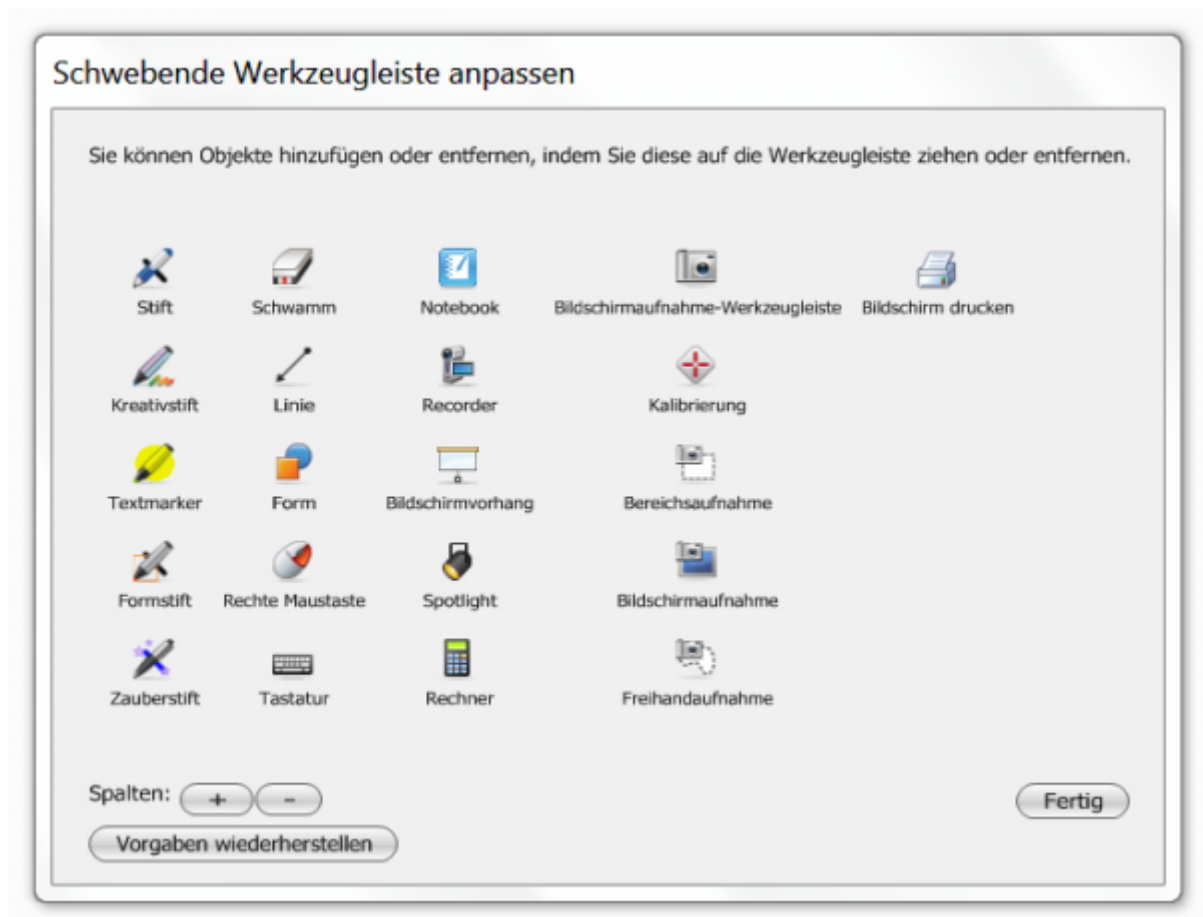 Schwebende Werkzeugleiste anpassen
Sie können Objekte hinzufügen oder entfernen, indem Sie diese auf die Werkzeugleiste ziehen oder entfernen.
Stift Schwamm Notebook Bildschirmaufnahme-Werkzeugleiste Bildschirm drucken
Kreativstift Linie Recorder Kalibrierung
Textmarker Form Bildschirmvorhang Bereichsaufnahme
Formstift Rechte Maustaste Spotlight Bildschirmaufnahme
Zauberstift Tastatur Rechner Freihandaufnahme
Spalten: + - Fertig
Vorgaben wiederherstellen